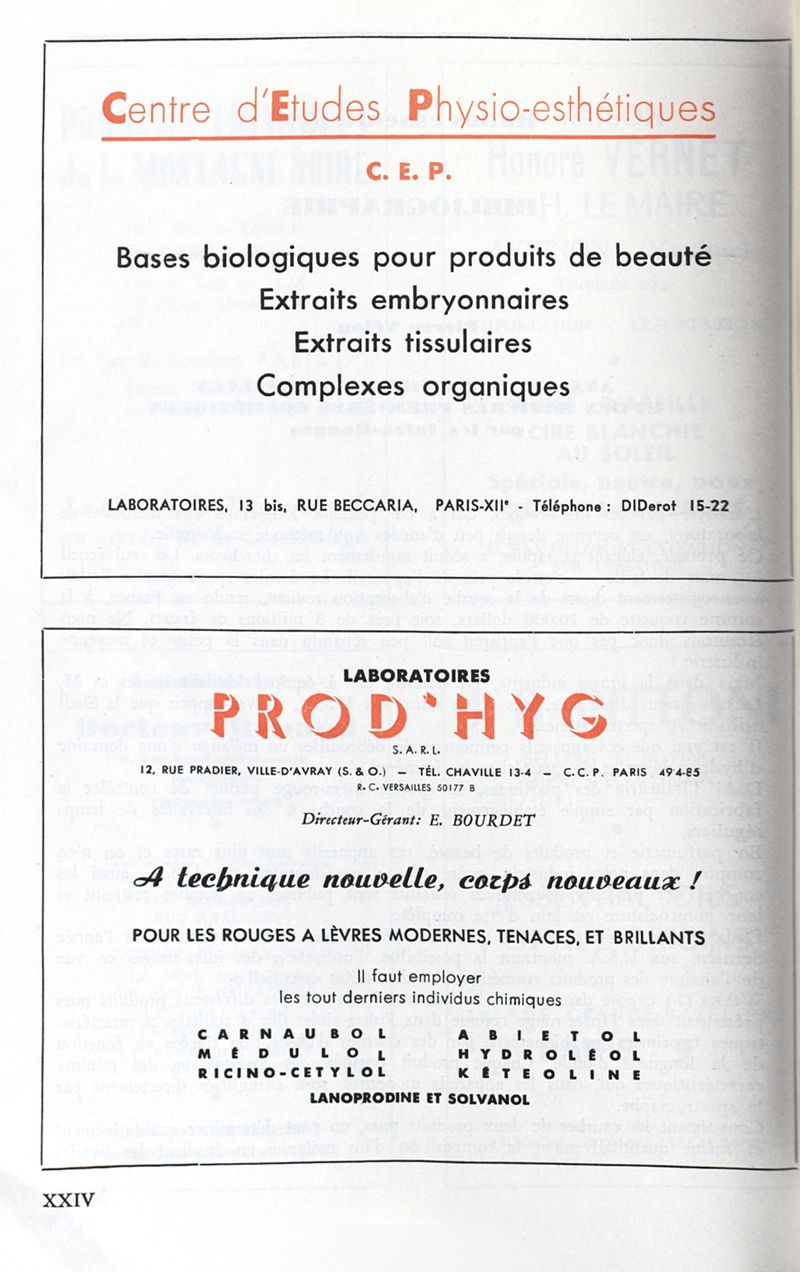 Centre d'Etudes Physio-esthétiques
C. E. P.
Bases biologiques pour produits de beauté
Extraits embryonnaires
Extraits tissulaires
Complexes organiques
LABORATOIRES, 13 bis, RUE BECCARIA, PARIS-XIIe - Téléphone : DIDerot 15-22
LABORATOIRES
PROD'HYG
S. A. R. L.
12, RUE PRADIER, VILLE-D'AVRAY (S. & O.) — TÉL. CHAVILLE 13-4 — C. C. P. PARIS 494-85
R. C. VERSAILLES 50177 B
Directeur-Gérant: E. BOURDET
A technique nouvelle, corps nouveaux !
POUR LES ROUGES A LÈVRES MODERNES, TENACES, ET BRILLANTS
Il faut employer
les tout derniers individus chimiques
CARNAUBOL SÉBACÉOL
MÉDULOL HYDROLÉOL
RICINO-CETYLOL KÉTÉOLINE
LANOPRODINE ET SOLVANOL
XXIV